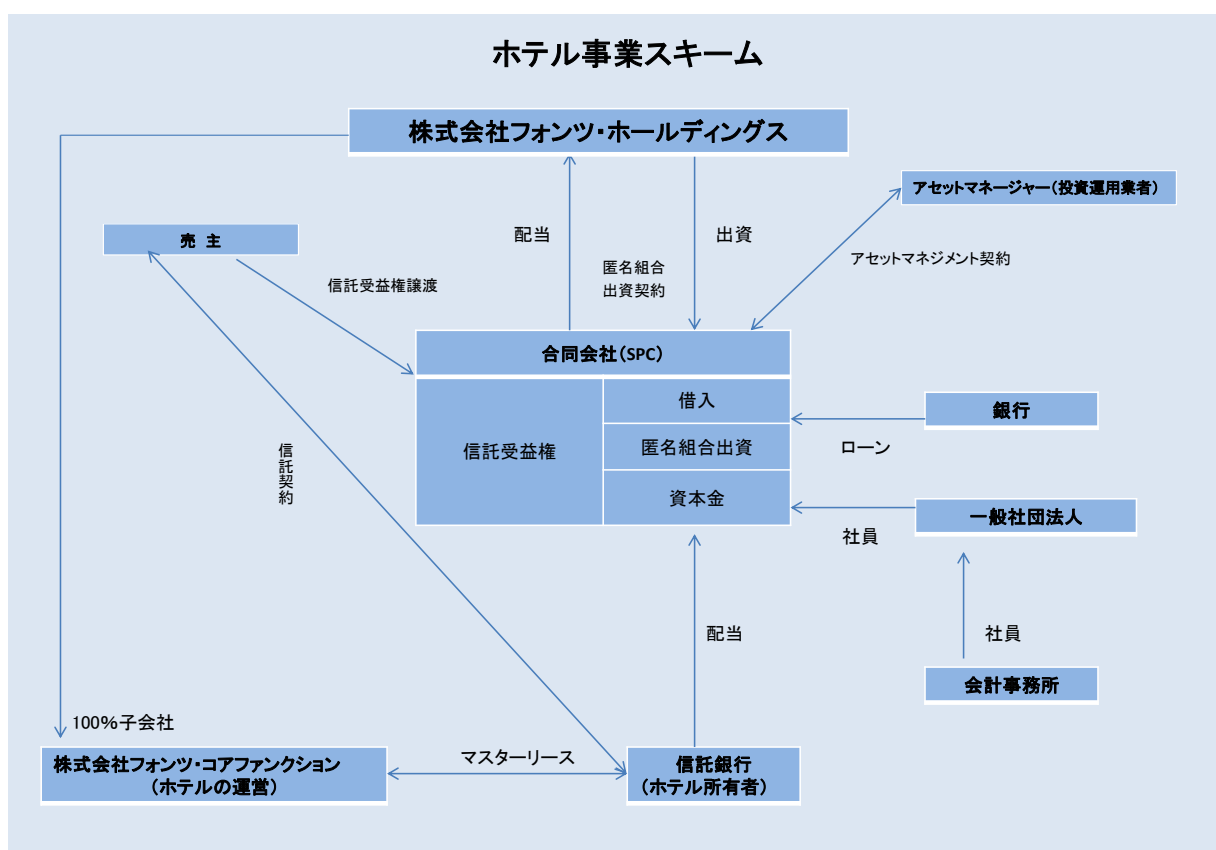 ホテル事業スキーム
株式会社フォンツ・ホールディングス
アセットマネージャー(投資運用業者)
売 主
配当
出資
アセットマネジメント契約
信託受益権譲渡
匿名組合
出資契約
合同会社(SPC)
信託受益権
借入
匿名組合出資
資本金
銀行
ローン
信託契約
一般社団法人
社員
配当
社員
会計事務所
100%子会社
株式会社フォンツ・コアファンクション
(ホテルの運営)
マスターリース
信託銀行
(ホテル所有者)